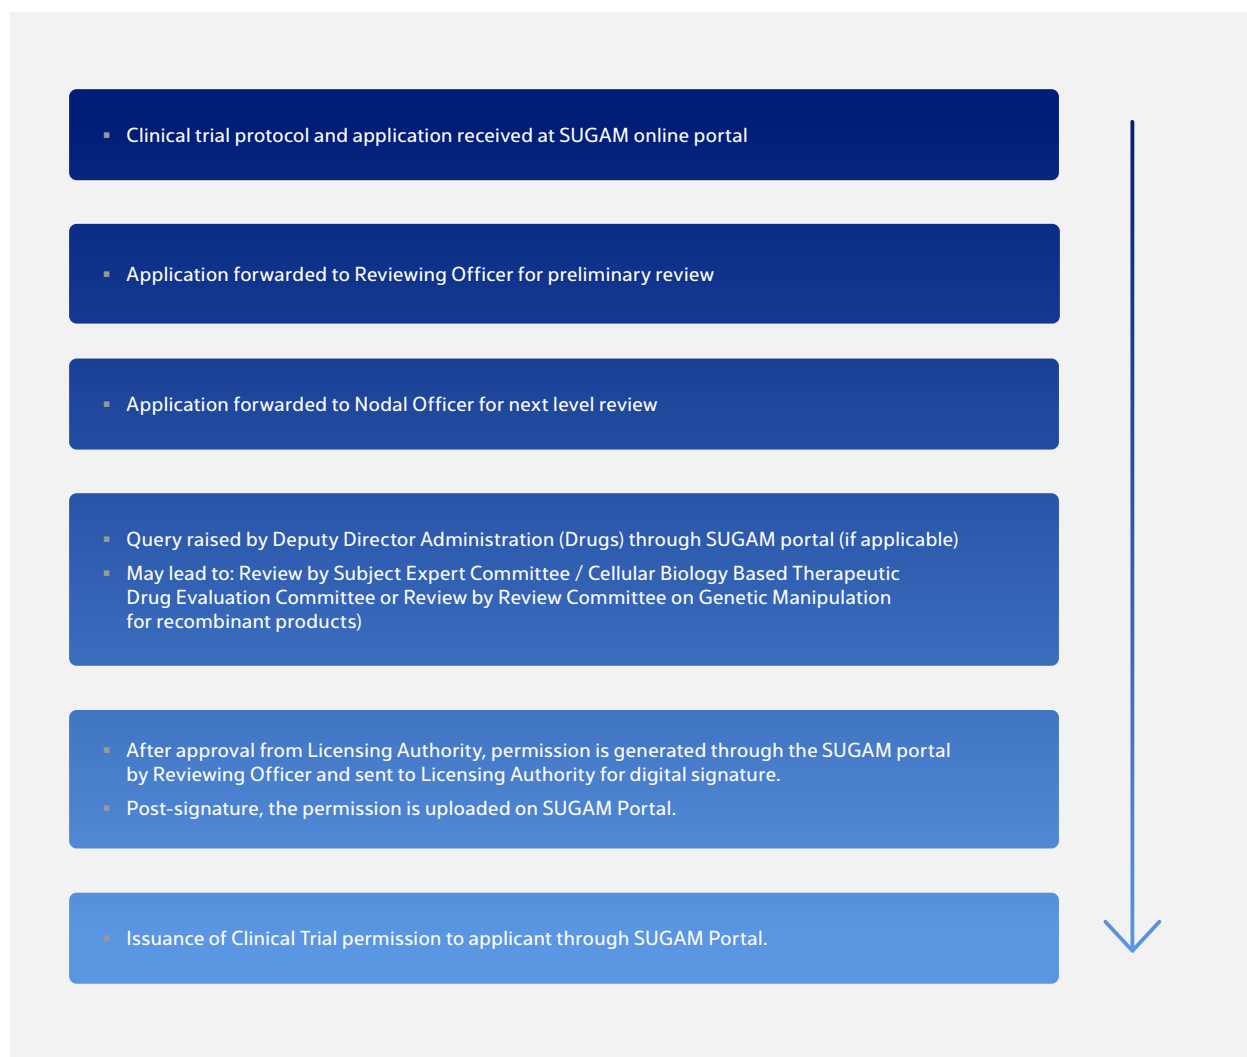 ▪ Clinical trial protocol and application received at SUGAM online portal
▪ Application forwarded to Reviewing Officer for preliminary review
▪ Application forwarded to Nodal Officer for next level review
▪ Query raised by Deputy Director Administration (Drugs) through SUGAM portal (if applicable)
▪ May lead to: Review by Subject Expert Committee / Cellular Biology Based Therapeutic
Drug Evaluation Committee or Review by Review Committee on Genetic Manipulation
for recombinant products)
▪ After approval from Licensing Authority, permission is generated through the SUGAM portal
by Reviewing Officer and sent to Licensing Authority for digital signature.
▪ Post-signature, the permission is uploaded on SUGAM Portal.
▪ Issuance of Clinical Trial permission to applicant through SUGAM Portal.